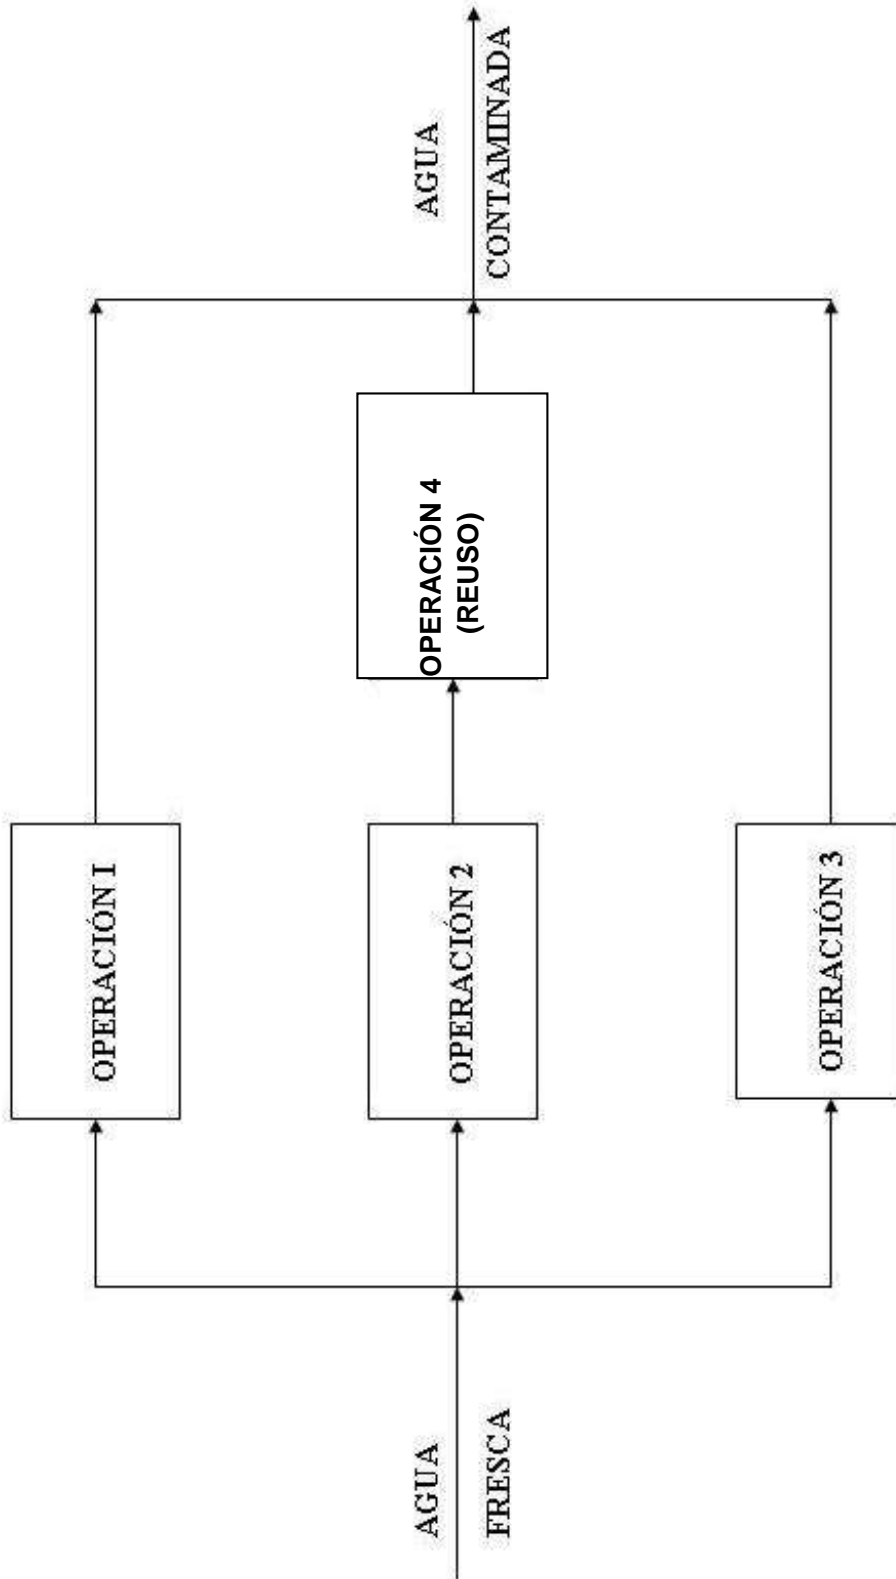 AGUA
FRESCA
OPERACIÓN I
OPERACIÓN 2
OPERACIÓN 3
OPERACIÓN 4
(REUSO)
AGUA
CONTAMINADA